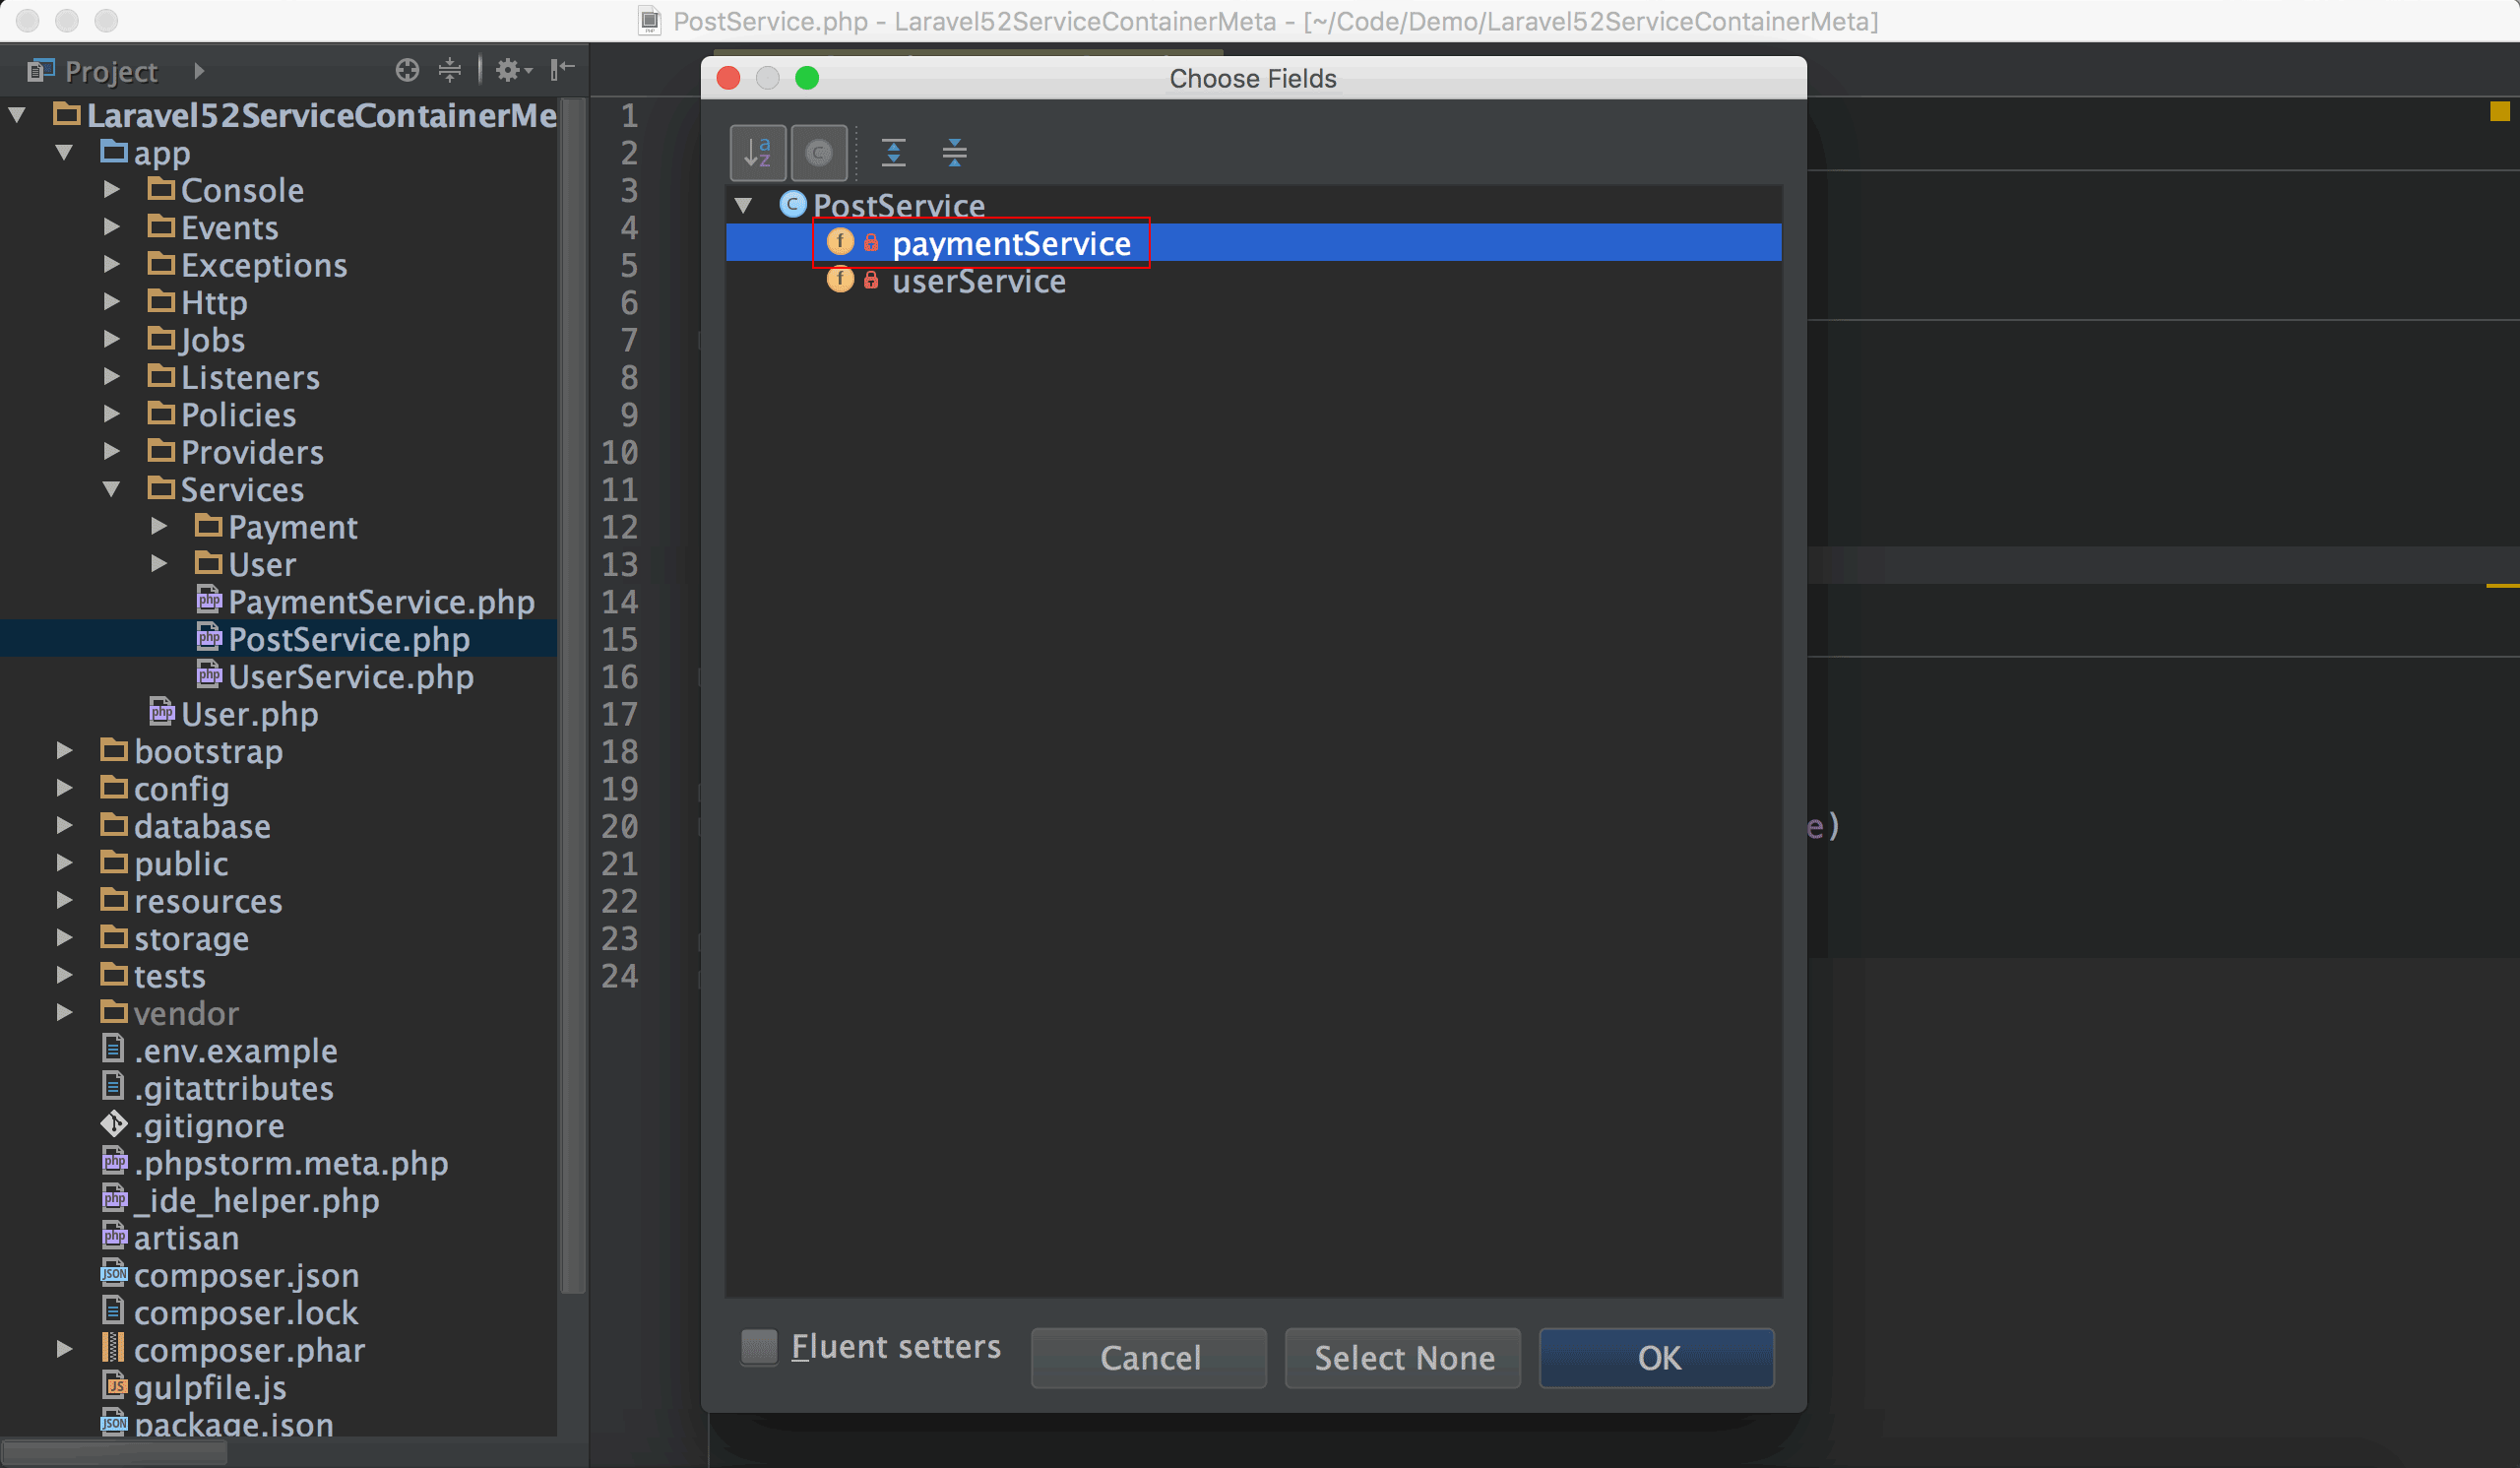 PostService.php - Laravel52ServiceContainerMeta - [~/Code/Demo/Laravel52ServiceContainerMeta]
Project
Laravel52ServiceContainerMe
app
Console
Events
Exceptions
Http
Jobs
Listeners
Policies
Providers
Services
Payment
User
PaymentService.php
PostService.php
UserService.php
User.php
bootstrap
config
database
public
resources
storage
tests
vendor
.env.example
.gitattributes
.gitignore
.phpstorm.meta.php
_ide_helper.php
artisan
composer.json
composer.lock
composer.phar
gulpfile.js
package.json
1
2
3
4
5
6
7
8
9
10
11
12
13
14
15
16
17
18
19
20
21
22
23
24
e)
Choose Fields
PostService
paymentService
userService
Fluent setters
Cancel
Select None
OK